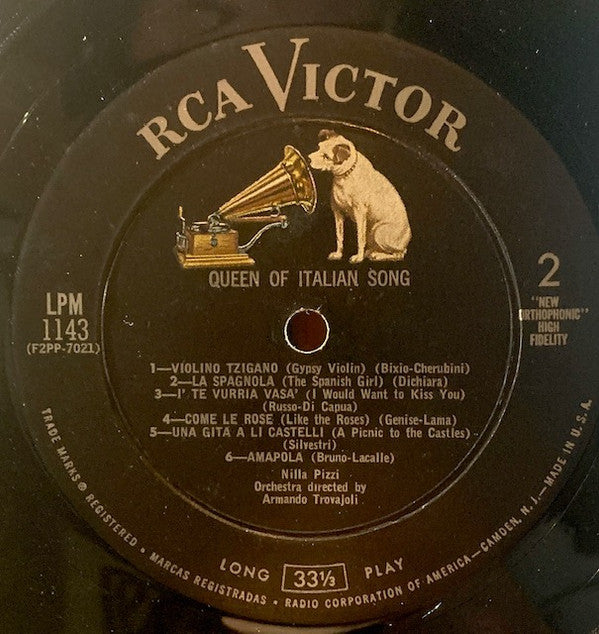 RCA VICTOR
QUEEN OF ITALIAN SONG
LPM
1143
(F2PP-7021)
2
"NEW
ORTHOPHONIC"
HIGH
FIDELITY
1—VIOLINO TZIGANO (Gypsy Violin) (Bixio-Cherubini)
2—LA SPAGNOLA (The Spanish Girl) (Dichiara)
3—I' TE VURRIA VASA' (I Would Want to Kiss You)
(Russo-Di Capua)
4—COME LE ROSE (Like the Roses) (Genise-Lama)
5—UNA GITA A LI CASTELLI (A Picnic to the Castles)
(Silvestri)
6—AMAPOLA (Bruno-Lacalle)
Nilla Pizzi
Orchestra directed by
Armando Trovajoli
LONG 33⅓ PLAY
TRADE MARKS ® REGISTERED • MARCAS REGISTRADAS • RADIO CORPORATION OF AMERICA—CAMDEN, N. J.—MADE IN U. S. A.